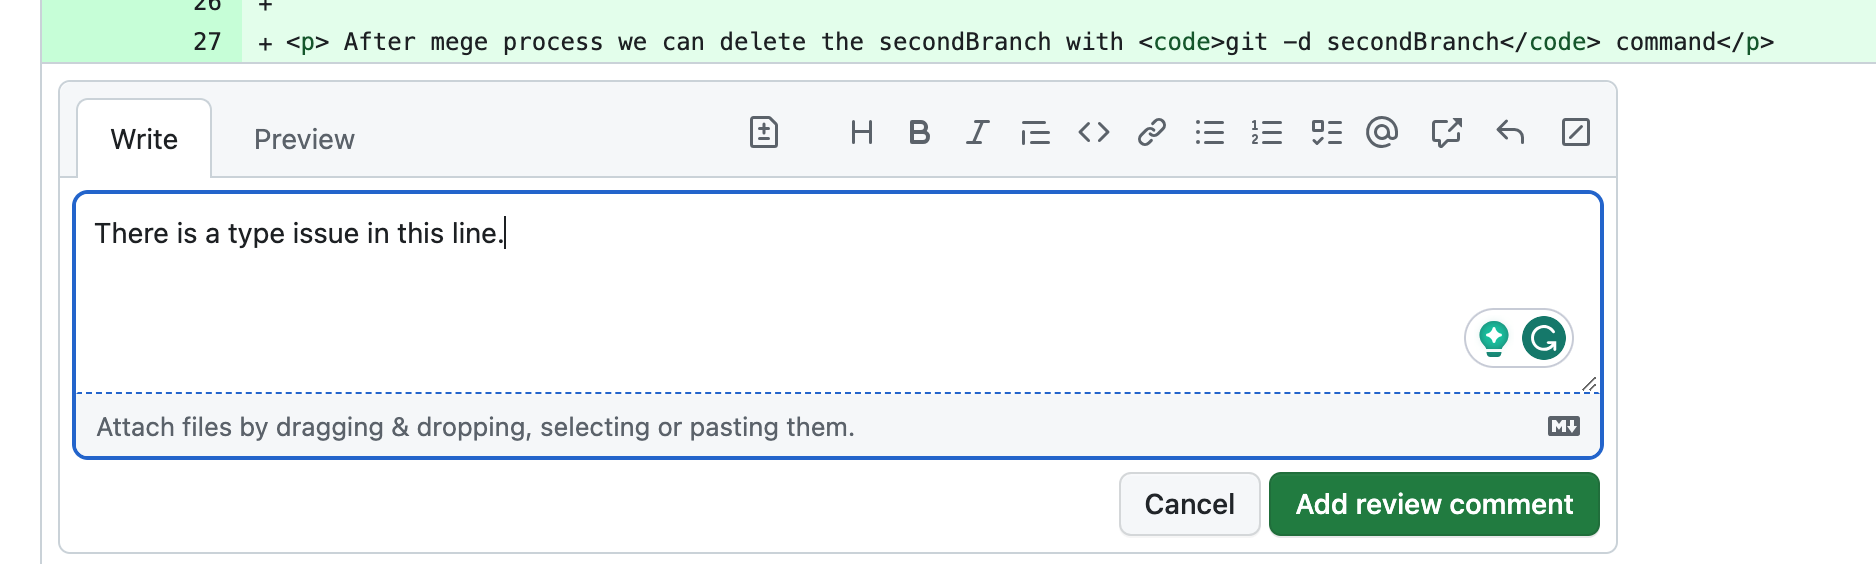 26 +
27 + <p> After mege process we can delete the secondBranch with <code>git -d secondBranch</code> command</p>
Write Preview
There is a type issue in this line.
Attach files by dragging & dropping, selecting or pasting them.
Cancel Add review comment